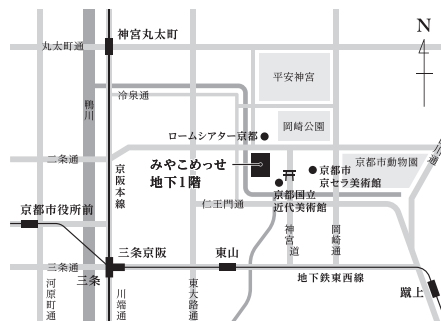 神宮丸太町
丸太町通
N
平安神宮
冷泉通
鴨川
岡崎公園
ロームシアター京都
二条通
京阪本線
みやこめっせ
地下1階
京都市動物園
京都市
京セラ美術館
京都国立
近代美術館
仁王門通
京都市役所前
神宮道
岡崎通
三条京阪
東山
三条通
三条
地下鉄東西線
蹴上
河原町通
川端通
東大路通